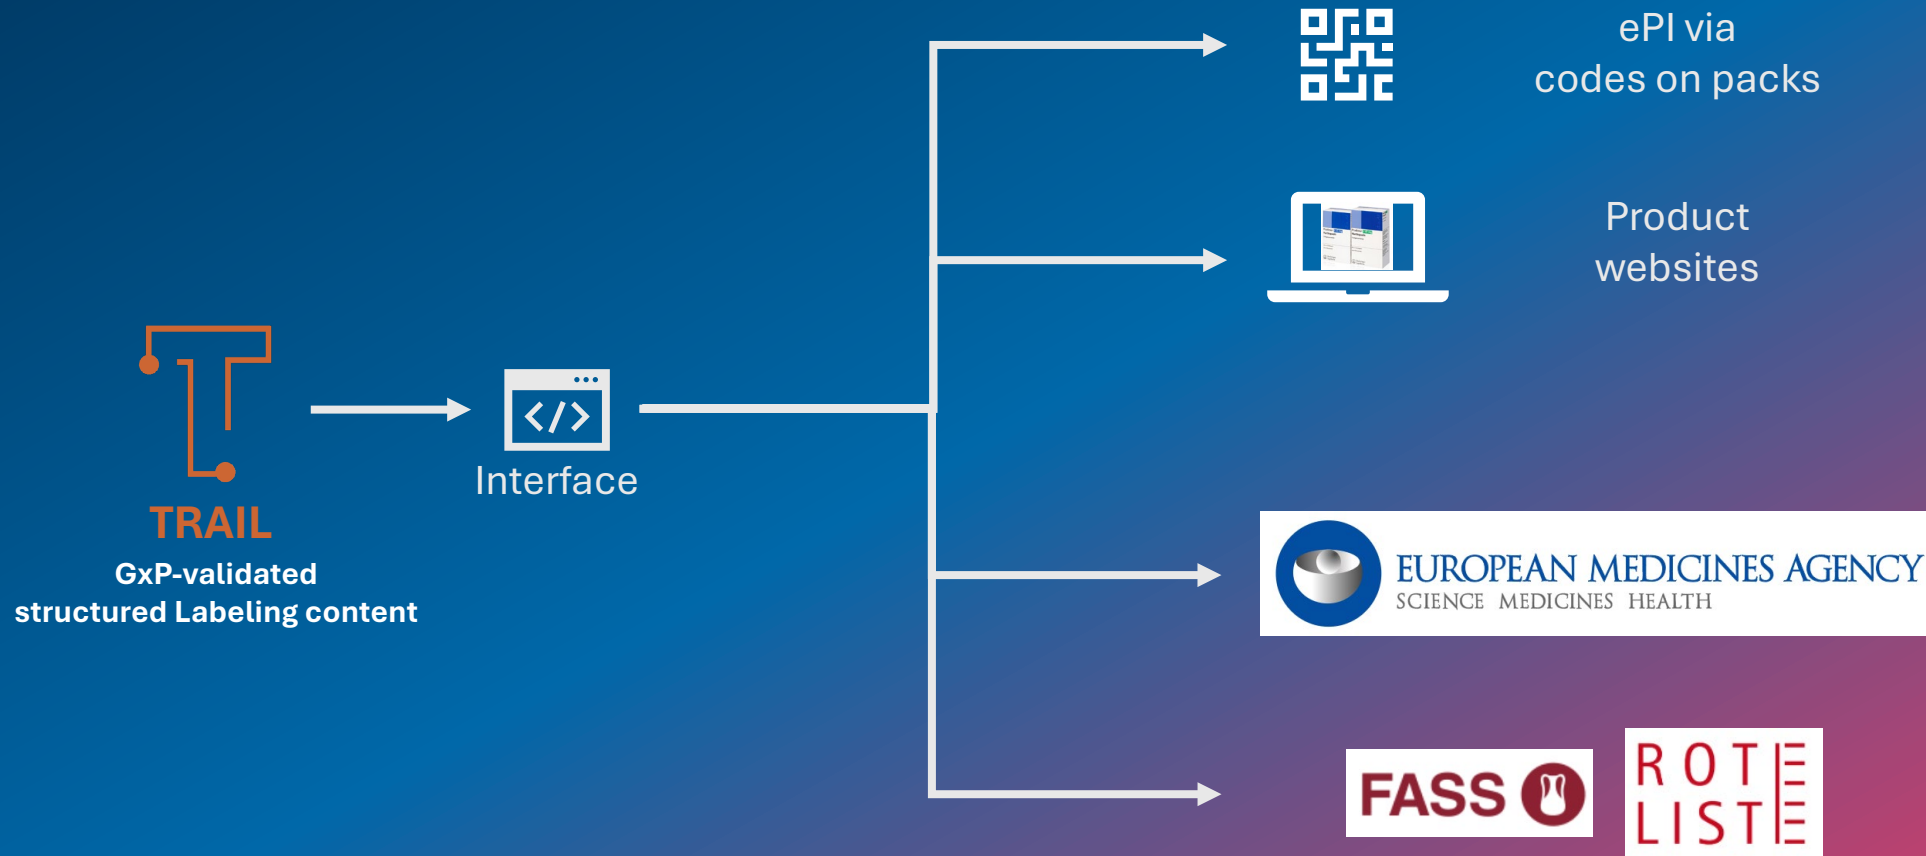 ePI via
codes on packs
Product
websites
</>
Interface
TRAIL
GxP-validated
structured Labeling content
EUROPEAN MEDICINES AGENCY
SCIENCE MEDICINES HEALTH
FASS
ROTE
LISTE